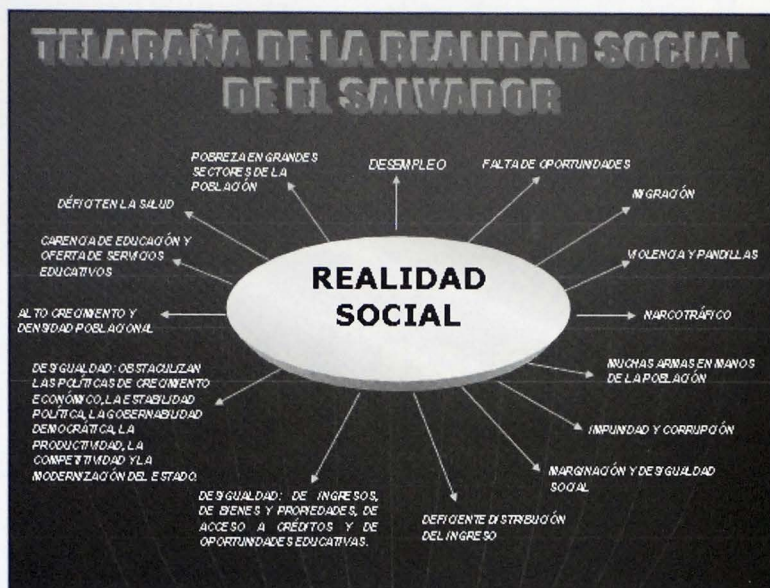 TELARAÑA DE LA REALIDAD SOCIAL
DE EL SALVADOR
POBREZA EN GRANDES
SECTORES DE LA
POBLACIÓN
DESEMPLEO
FALTA DE OPORTUNIDADES
MIGRACIÓN
VIOLENCIA Y PANDILLAS
NARCOTRÁFICO
MUCHAS ARMAS EN MANOS
DE LA POBLACIÓN
IMPUNIDAD Y CORRUPCIÓN
MARGINACIÓN Y DESIGUALDAD
SOCIAL
DEFICIENTE DISTRIBUCIÓN
DEL INGRESO
DESIGUALDAD: DE INGRESOS,
DE BIENES Y PROPIEDADES, DE
ACCESO A CRÉDITOS Y DE
OPORTUNIDADES EDUCATIVAS.
DESIGUALDAD: OBSTACULIZAN
LAS POLÍTICAS DE CRECIMIENTO
ECONÓMICO, LA ESTABILIDAD
POLÍTICA, LA GOBERNABILIDAD
DEMOCRÁTICA, LA
PRODUCTIVIDAD, LA
COMPETITIVIDAD Y LA
MODERNIZACIÓN DEL ESTADO.
ALTO CRECIMIENTO Y
DENSIDAD POBLACIONAL
CARENCIA DE EDUCACIÓN Y
OFERTA DE SERVICIOS
EDUCATIVOS
DÉFICIT EN LA SALUD
REALIDAD
SOCIAL